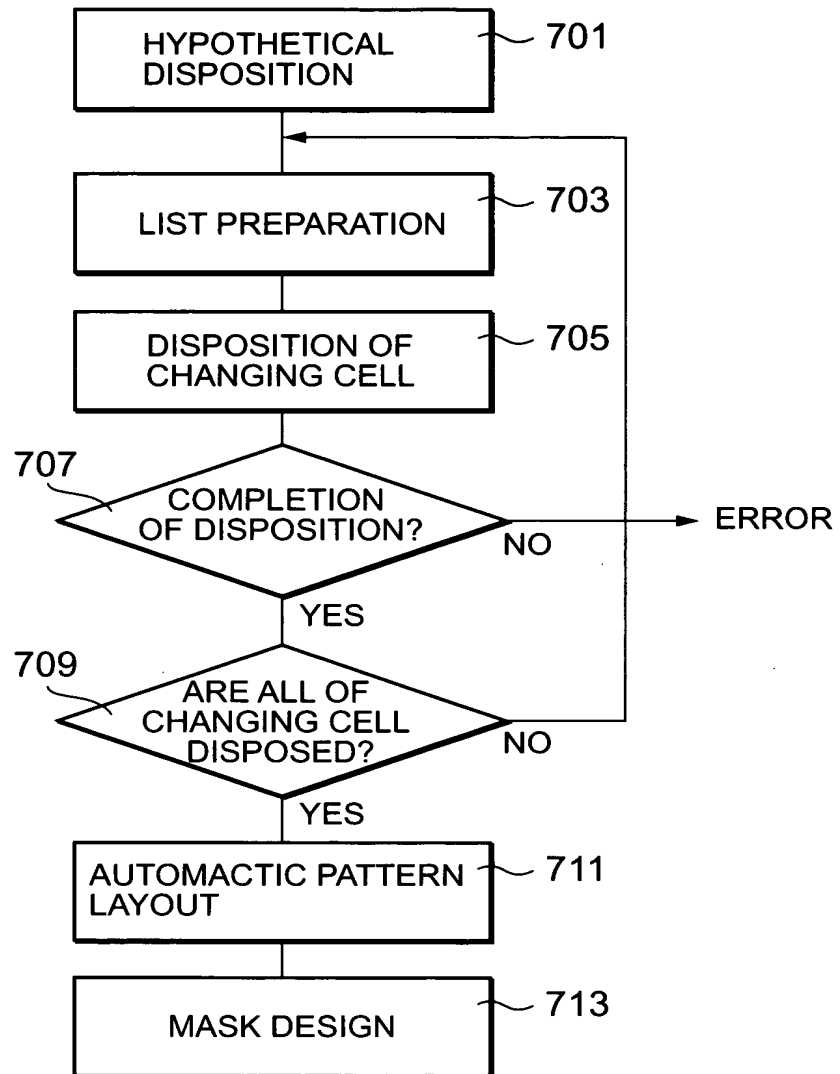 HYPOTHETICAL
DISPOSITION
701
LIST PREPARATION
703
DISPOSITION OF
CHANGING CELL
705
707
COMPLETION
OF DISPOSITION?
NO
ERROR
YES
709
ARE ALL OF
CHANGING CELL
DISPOSED?
NO
YES
AUTOMACTIC PATTERN
LAYOUT
711
MASK DESIGN
713